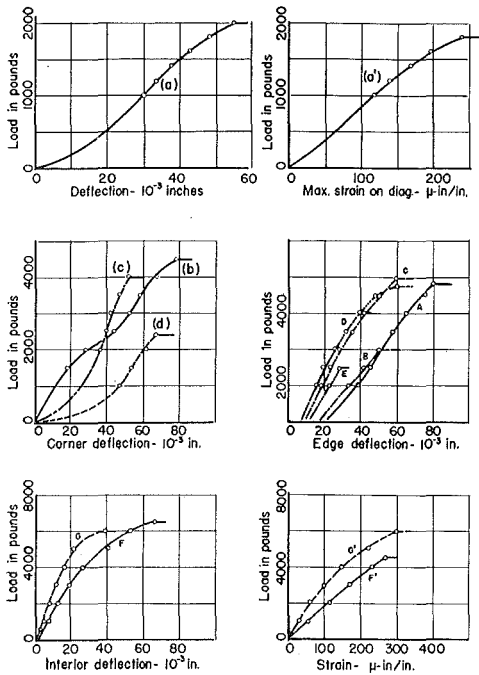 Load in pounds
2000
1000
0
(a)
0 20 40 60
Deflection- 10⁻³ inches
Load in pounds
2000
1000
0
(a')
0 100 200
Max. strain on diag.- μ-in/in.
Load in pounds
4000
2000
0
(c)
(b)
(d)
0 20 40 60 80
Corner deflection- 10⁻³ in.
Load in pounds
4000
2000
C
D
A
B
E
0 20 40 60 80
Edge deflection- 10⁻³ in.
Load in pounds
8000
4000
0
G
F
0 20 40 60 80
Interior deflection- 10⁻³ in.
Load in pounds
8000
4000
0
G'
F'
0 100 200 300 400
Strain- μ-in/in.